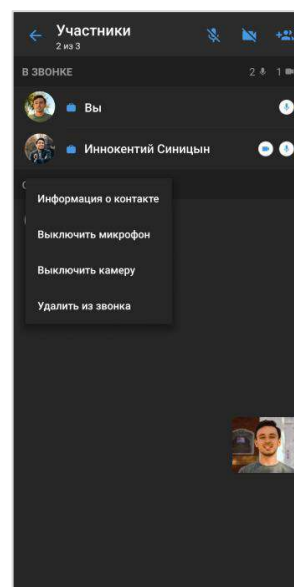 Участники
2 из 3
В ЗВОНКЕ 2 1
Вы
Иннокентий Синицын
Информация о контакте
Выключить микрофон
Выключить камеру
Удалить из звонка